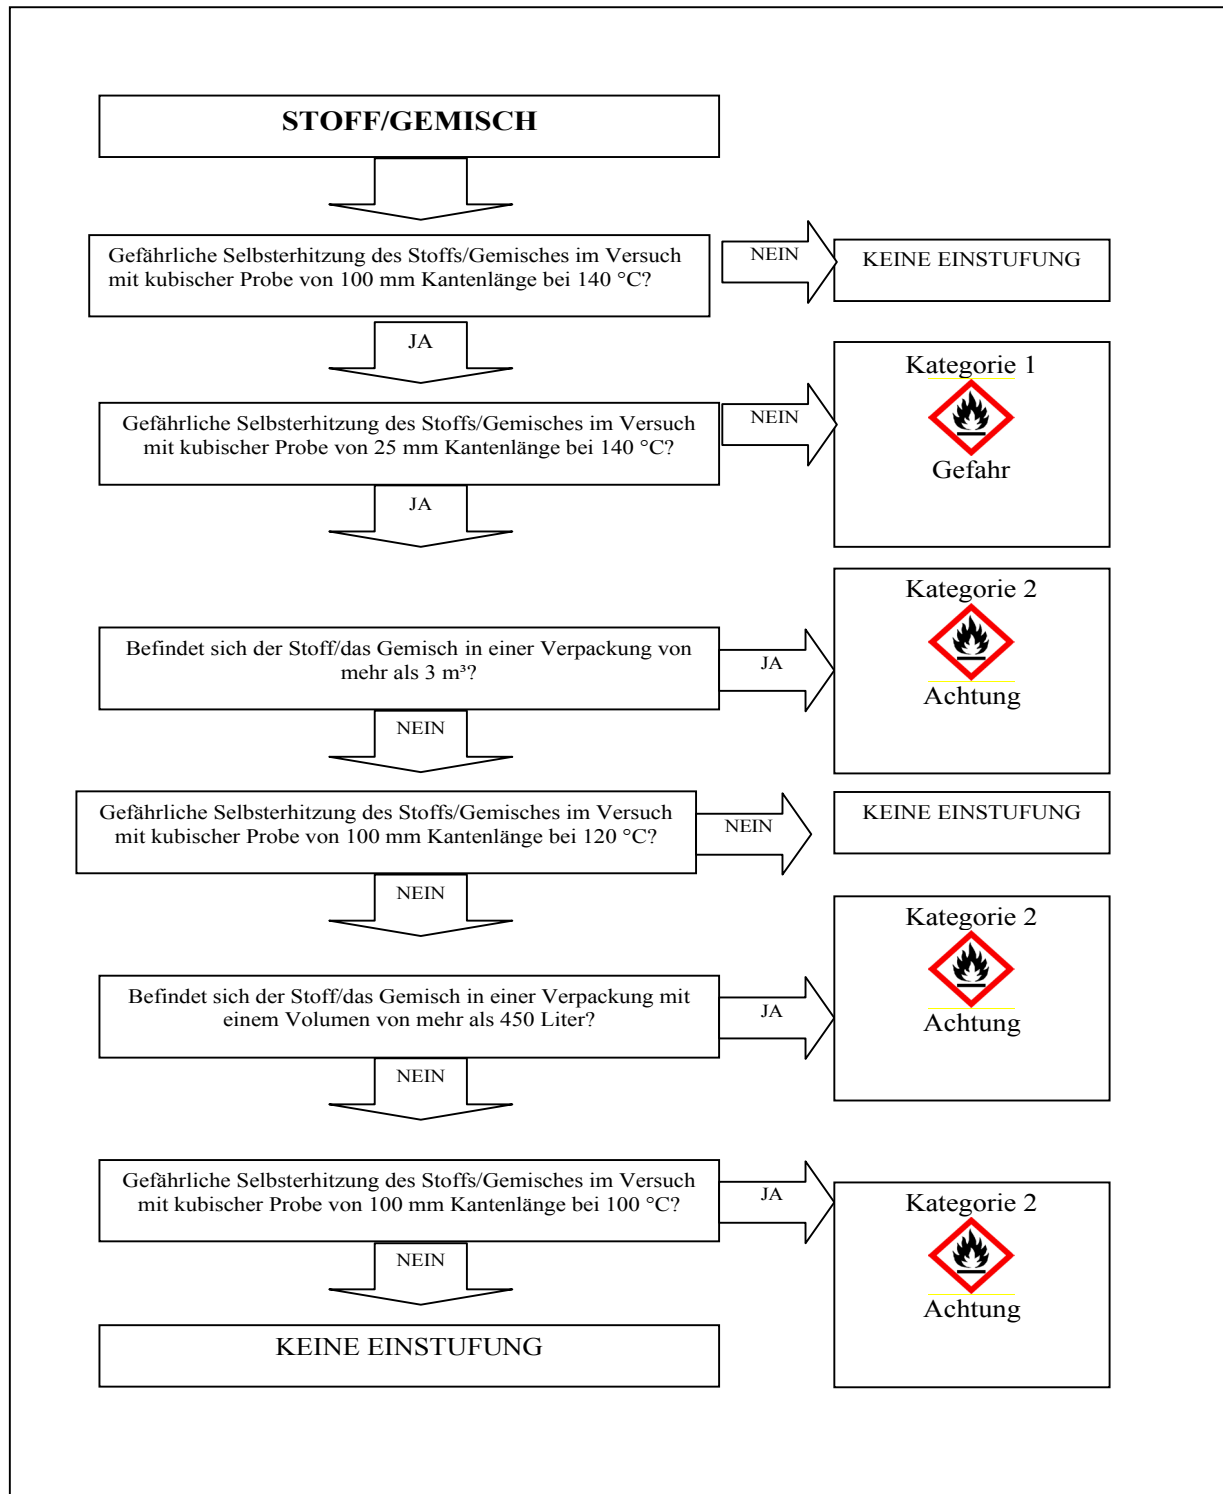 STOFF/GEMISCH
Gefährliche Selbsterhitzung des Stoffs/Gemisches im Versuch
mit kubischer Probe von 100 mm Kantenlänge bei 140 °C?
NEIN
KEINE EINSTUFUNG
JA
Gefährliche Selbsterhitzung des Stoffs/Gemisches im Versuch
mit kubischer Probe von 25 mm Kantenlänge bei 140 °C?
NEIN
Kategorie 1
Gefahr
JA
Befindet sich der Stoff/das Gemisch in einer Verpackung von
mehr als 3 m³?
JA
Kategorie 2
Achtung
NEIN
Gefährliche Selbsterhitzung des Stoffs/Gemisches im Versuch
mit kubischer Probe von 100 mm Kantenlänge bei 120 °C?
NEIN
KEINE EINSTUFUNG
NEIN
Befindet sich der Stoff/das Gemisch in einer Verpackung mit
einem Volumen von mehr als 450 Liter?
JA
Kategorie 2
Achtung
NEIN
Gefährliche Selbsterhitzung des Stoffs/Gemisches im Versuch
mit kubischer Probe von 100 mm Kantenlänge bei 100 °C?
JA
Kategorie 2
Achtung
NEIN
KEINE EINSTUFUNG